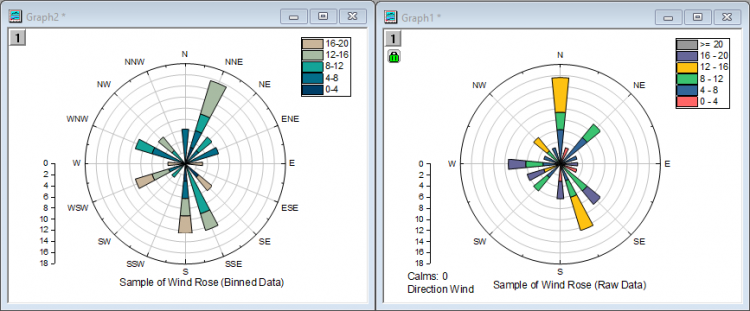 Graph2 *
1
16-20
12-16
8-12
4-8
0-4
N
NNW
NNE
NW
NE
WNW
ENE
W
E
WSW
ESE
SW
SE
SSW
SSE
S
0
2
4
6
8
10
12
14
16
18
Sample of Wind Rose (Binned Data)
Graph1 *
1
>= 20
16 - 20
12 - 16
8 - 12
4 - 8
0 - 4
N
NW
NE
W
E
SW
SE
S
0
2
4
6
8
10
12
14
16
18
Calms: 0
Direction Wind
Sample of Wind Rose (Raw Data)